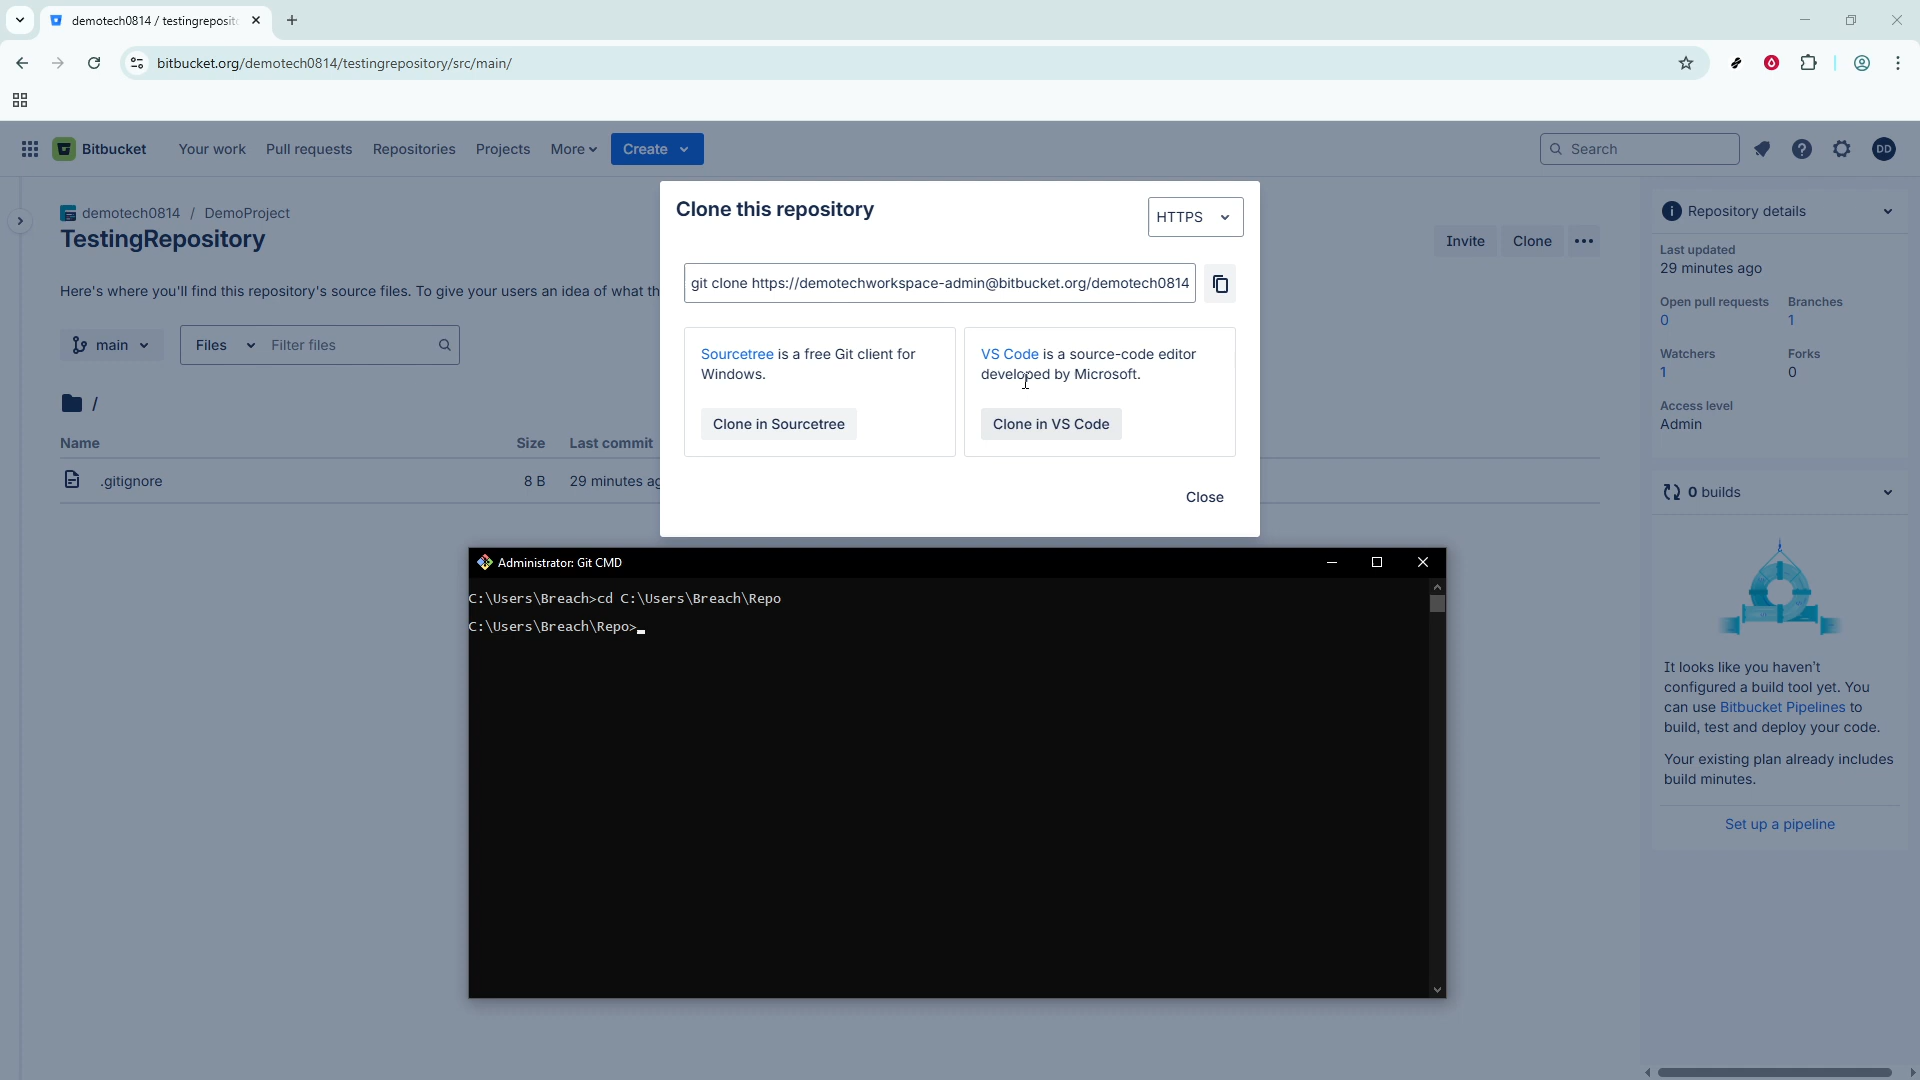 demotech0814 / testingreposit
bitbucket.org/demotech0814/testingrepository/src/main/
Bitbucket
Your work
Pull requests
Repositories
Projects
More
Create
Search
DD
demotech0814 / DemoProject
TestingRepository
Invite
Clone
Here's where you'll find this repository's source files. To give your users an idea of what th
main
Files
Filter files
/
Name
Size
Last commit
.gitignore
8 B
29 minutes ag
Clone this repository
HTTPS
git clone https://demotechworkspace-admin@bitbucket.org/demotech0814
Sourcetree is a free Git client for
Windows.
Clone in Sourcetree
VS Code is a source-code editor
developed by Microsoft.
Clone in VS Code
Close
Administrator: Git CMD
C:\Users\Breach>cd C:\Users\Breach\Repo
C:\Users\Breach\Repo>
Repository details
Last updated
29 minutes ago
Open pull requests
0
Branches
1
Watchers
1
Forks
0
Access level
Admin
0 builds
It looks like you haven't
configured a build tool yet. You
can use Bitbucket Pipelines to
build, test and deploy your code.
Your existing plan already includes
build minutes.
Set up a pipeline